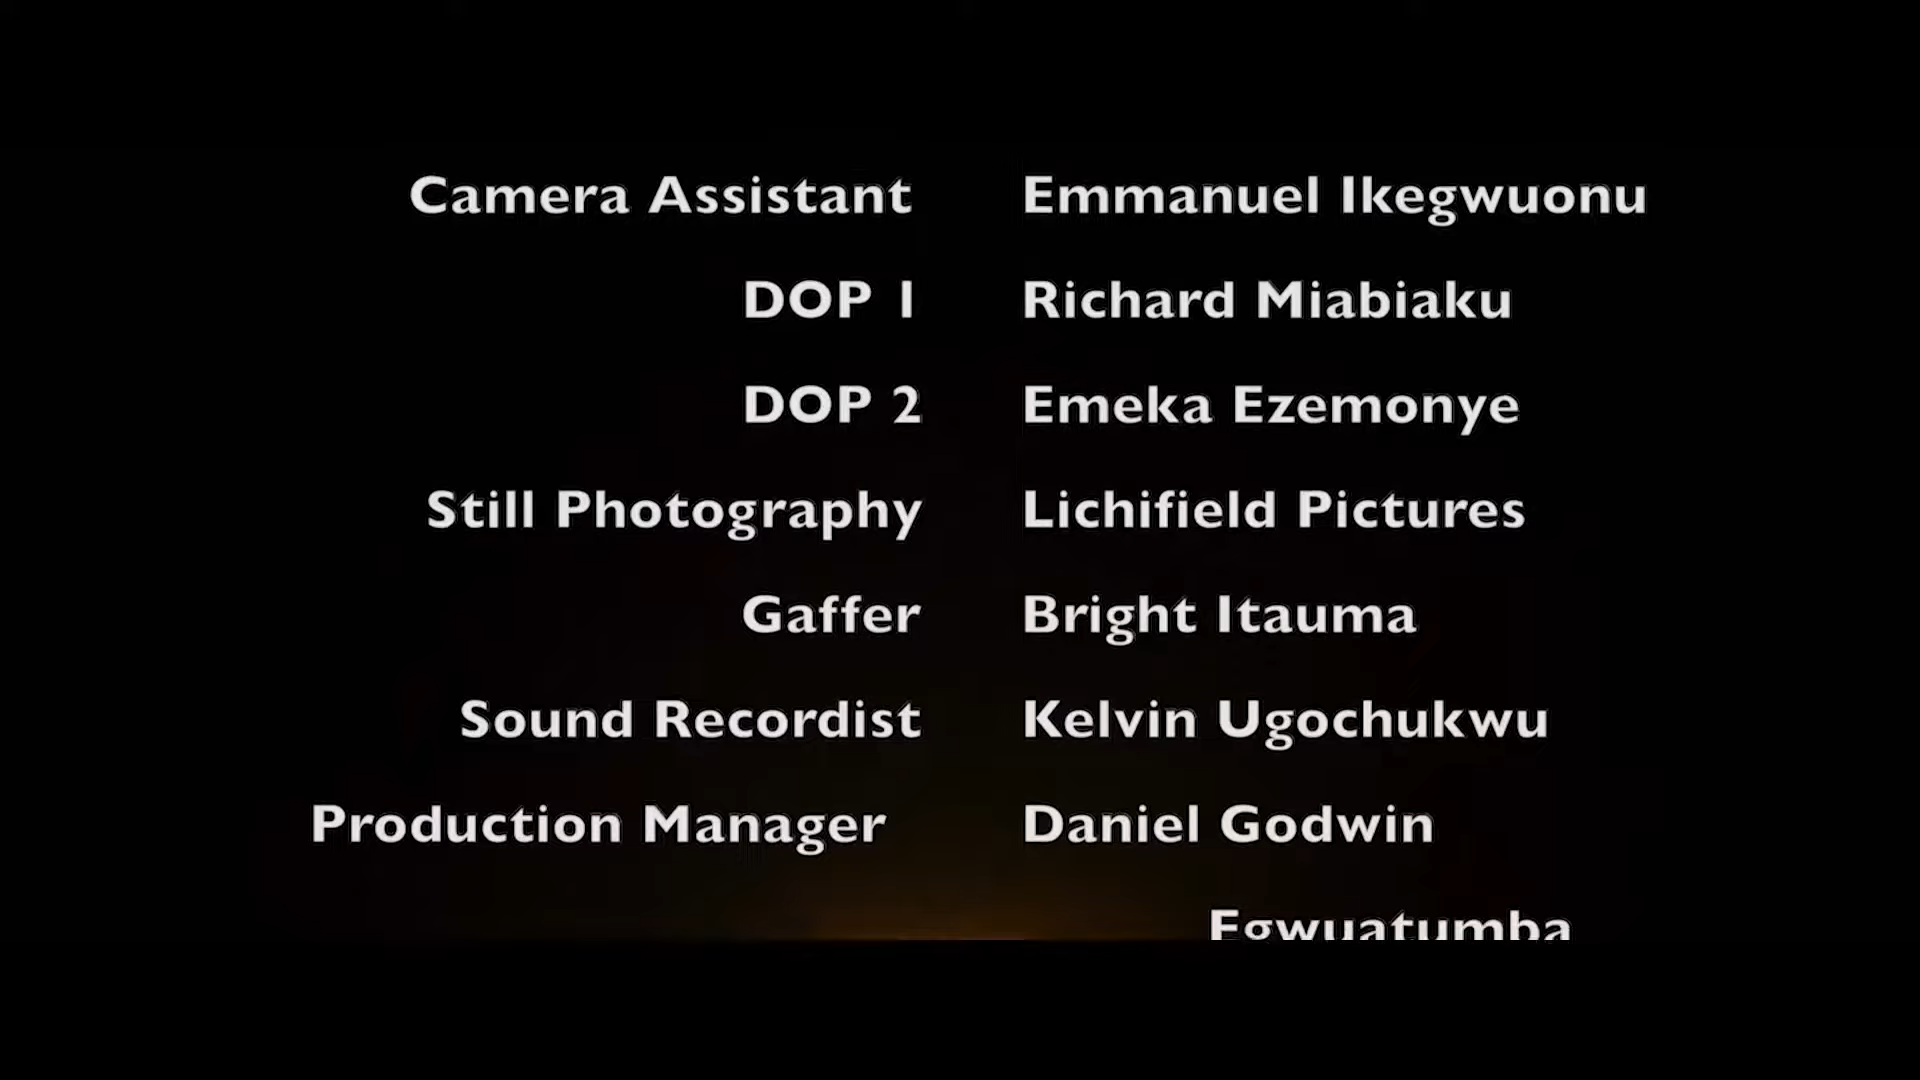 Camera Assistant Emmanuel Ikegwuonu
DOP 1 Richard Miabiaku
DOP 2 Emeka Ezemonye
Still Photography Lichifield Pictures
Gaffer Bright Itauma
Sound Recordist Kelvin Ugochukwu
Production Manager Daniel Godwin
Egwuatumba